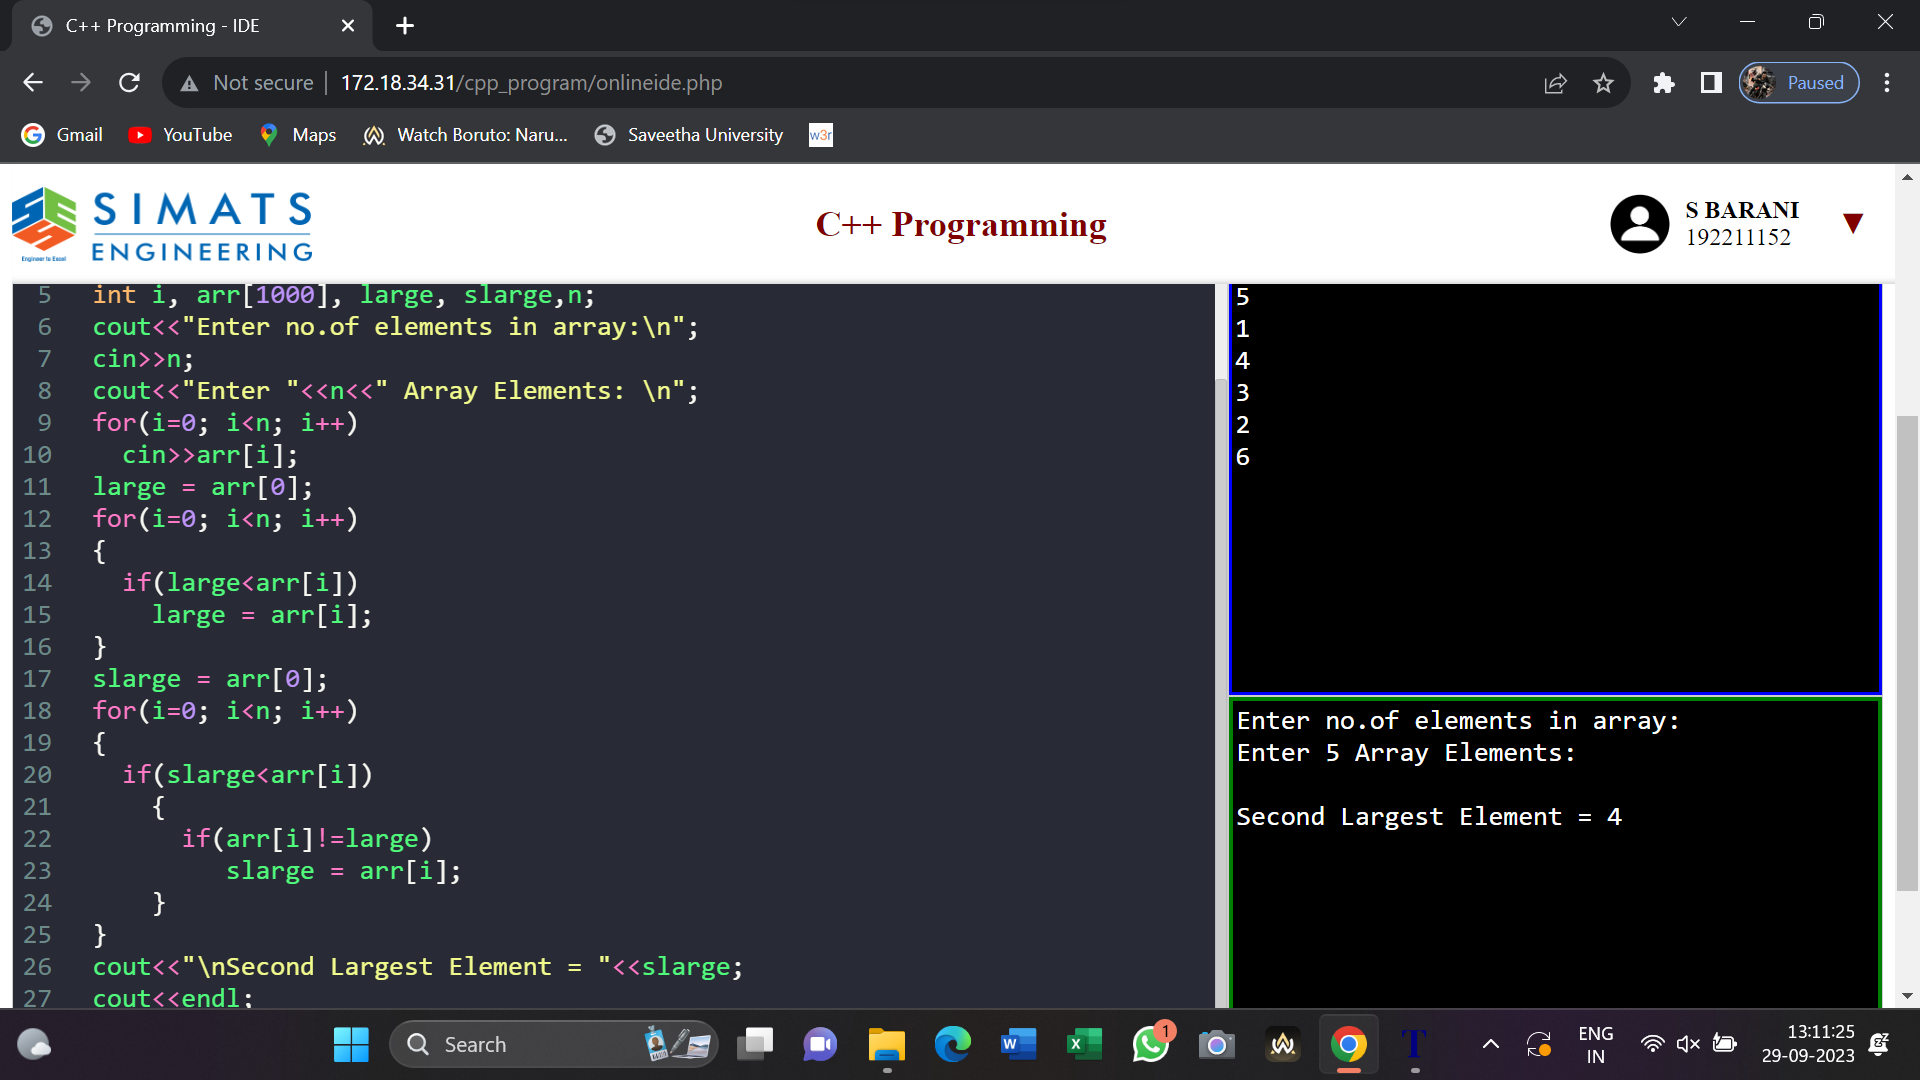 C++ Programming - IDE
Not secure | 172.18.34.31/cpp_program/onlineide.php
Paused
Gmail YouTube Maps Watch Boruto: Naru... Saveetha University w3r
SIMATS
ENGINEERING
Engineer to Excel
C++ Programming
S BARANI
192211152
5 int i, arr[1000], large, slarge,n;
6 cout<<"Enter no.of elements in array:\n";
7 cin>>n;
8 cout<<"Enter "<<n<<" Array Elements: \n";
9 for(i=0; i<n; i++)
10 cin>>arr[i];
11 large = arr[0];
12 for(i=0; i<n; i++)
13 {
14 if(large<arr[i])
15 large = arr[i];
16 }
17 slarge = arr[0];
18 for(i=0; i<n; i++)
19 {
20 if(slarge<arr[i])
21 {
22 if(arr[i]!=large)
23 slarge = arr[i];
24 }
25 }
26 cout<<"\nSecond Largest Element = "<<slarge;
27 cout<<endl;
5
1
4
3
2
6
Enter no.of elements in array:
Enter 5 Array Elements:
Second Largest Element = 4
Search
1
ENG
IN
13:11:25
29-09-2023